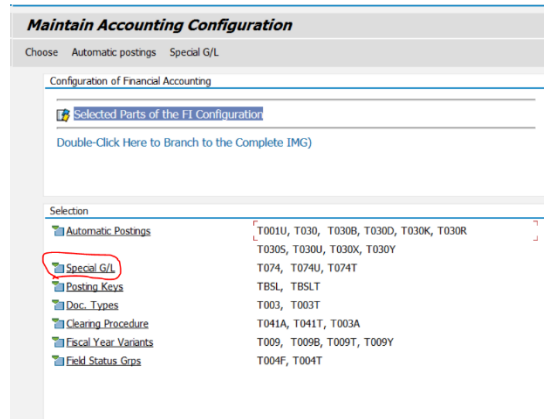 Maintain Accounting Configuration
Choose Automatic postings Special G/L
Configuration of Financial Accounting
Selected Parts of the FI Configuration
Double-Click Here to Branch to the Complete IMG)
Selection
Automatic Postings T001U, T030, T030B, T030D, T030K, T030R
T030S, T030U, T030X, T030Y
Special G/L T074, T074U, T074T
Posting Keys TBSL, TBSLT
Doc. Types T003, T003T
Clearing Procedure T041A, T041T, T003A
Fiscal Year Variants T009, T009B, T009T, T009Y
Field Status Grps T004F, T004T